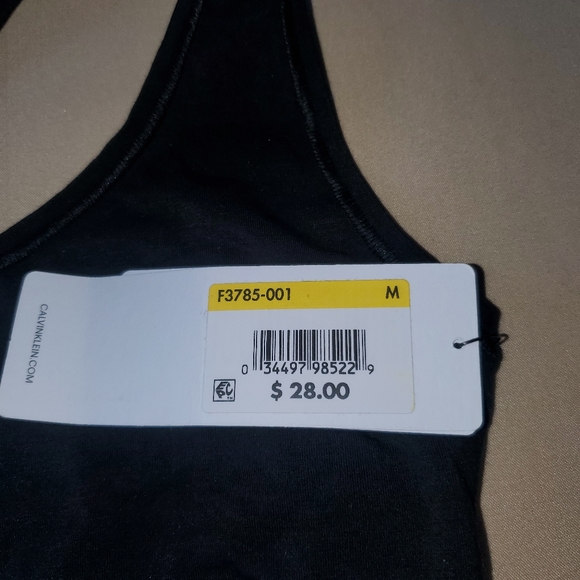 F3785-001 M
0 34497 98522 9
$ 28.00
CALVINKLEIN.COM